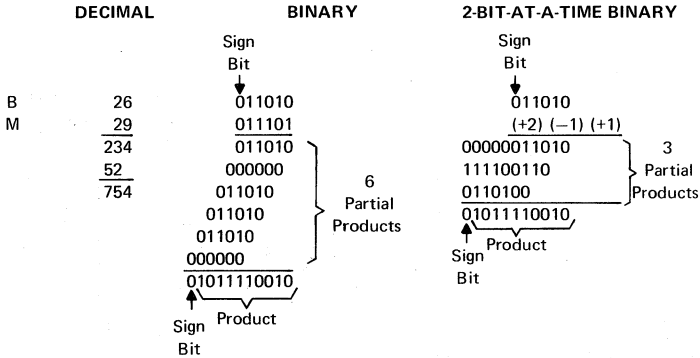 DECIMAL BINARY 2-BIT-AT-A-TIME BINARY
Sign Bit
Sign Bit
B 26 011010 011010
M 29 011101 (+2) (−1) (+1)
234 011010 00000011010
52 000000 111100110
754 011010 0110100
011010 01011110010
011010
000000
01011110010
6 Partial Products
3 Partial Products
Product
Sign Bit
Product
Sign Bit